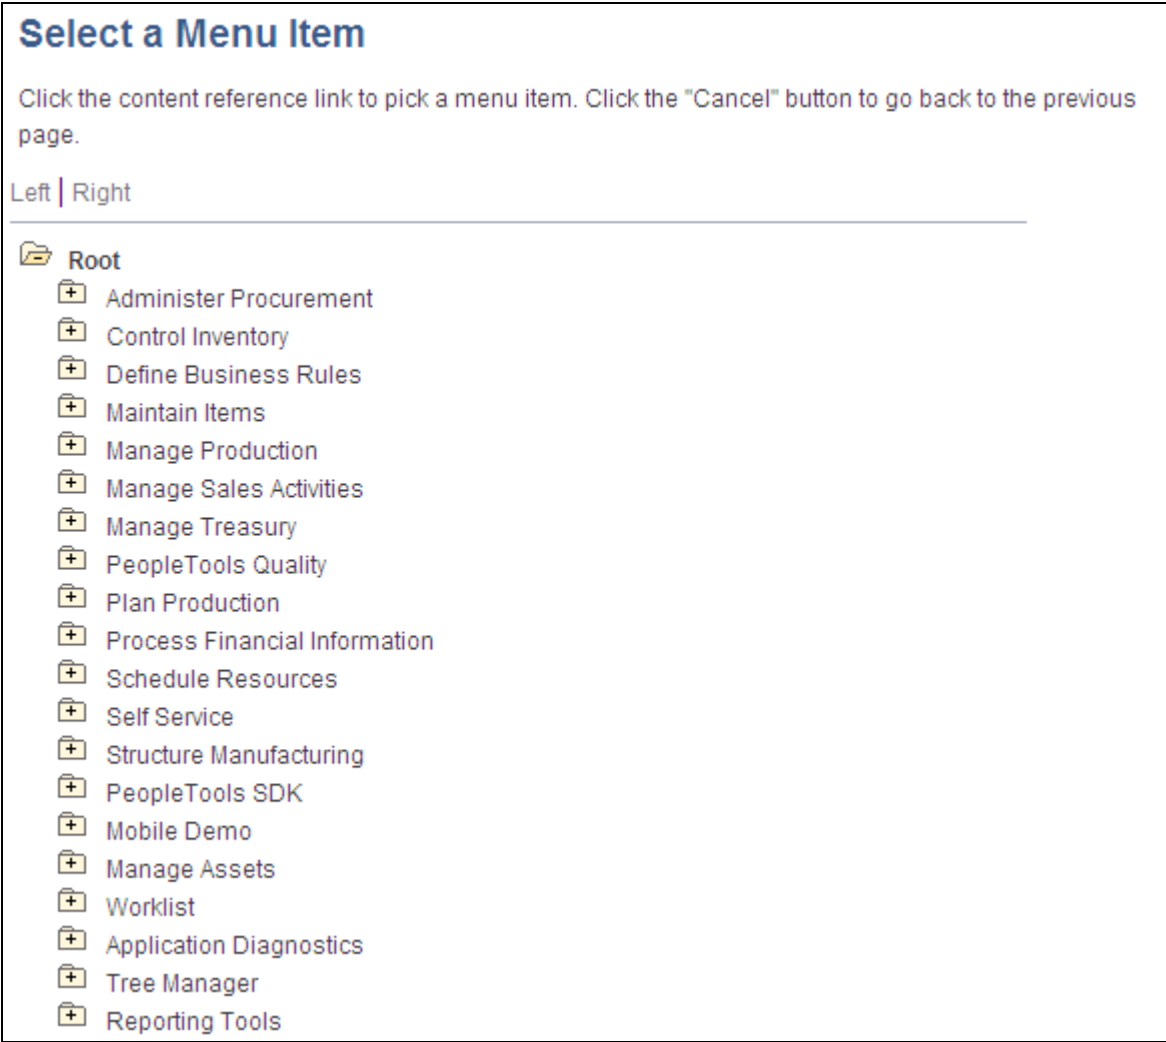 Select a Menu Item
Click the content reference link to pick a menu item. Click the "Cancel" button to go back to the previous
page.
Left | Right
Root
Administer Procurement
Control Inventory
Define Business Rules
Maintain Items
Manage Production
Manage Sales Activities
Manage Treasury
PeopleTools Quality
Plan Production
Process Financial Information
Schedule Resources
Self Service
Structure Manufacturing
PeopleTools SDK
Mobile Demo
Manage Assets
Worklist
Application Diagnostics
Tree Manager
Reporting Tools